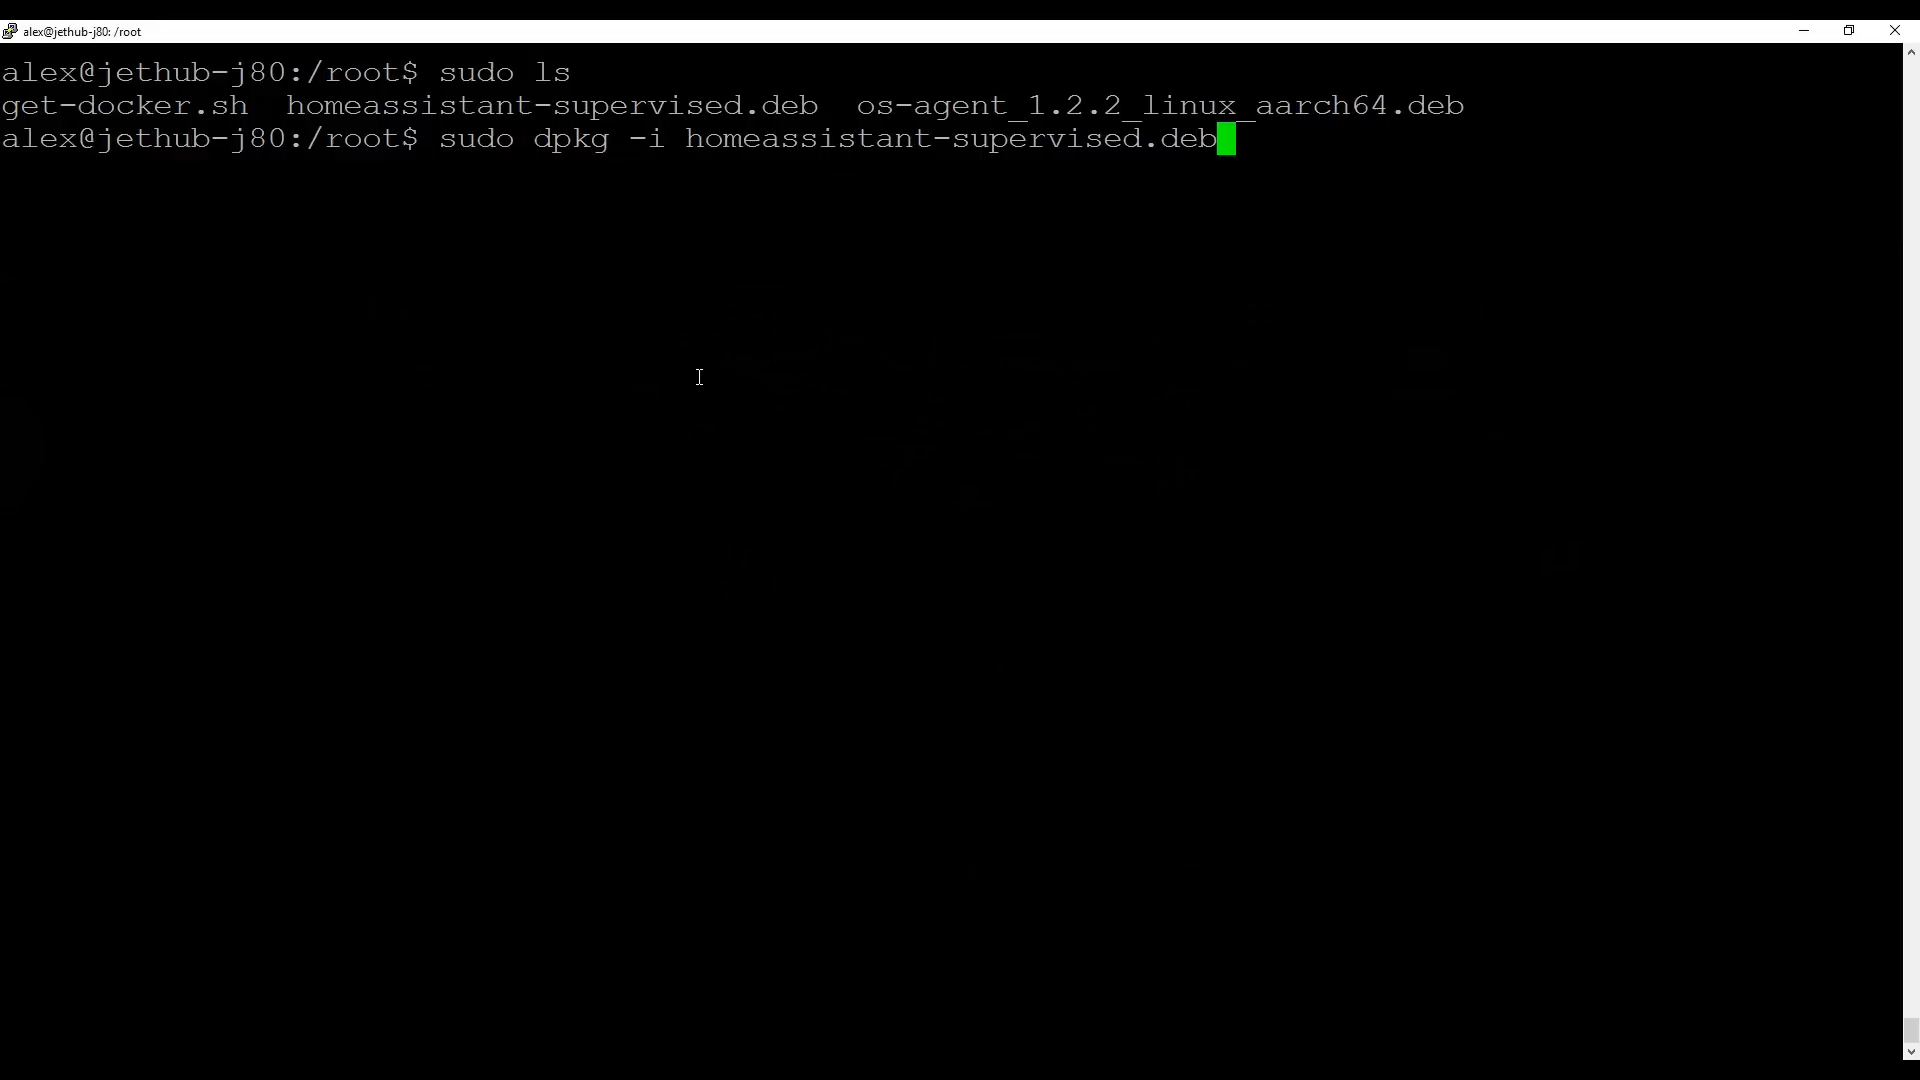 alex@jethub-j80: /root
alex@jethub-j80:/root$ sudo ls
get-docker.sh  homeassistant-supervised.deb  os-agent_1.2.2_linux_aarch64.deb
alex@jethub-j80:/root$ sudo dpkg -i homeassistant-supervised.deb